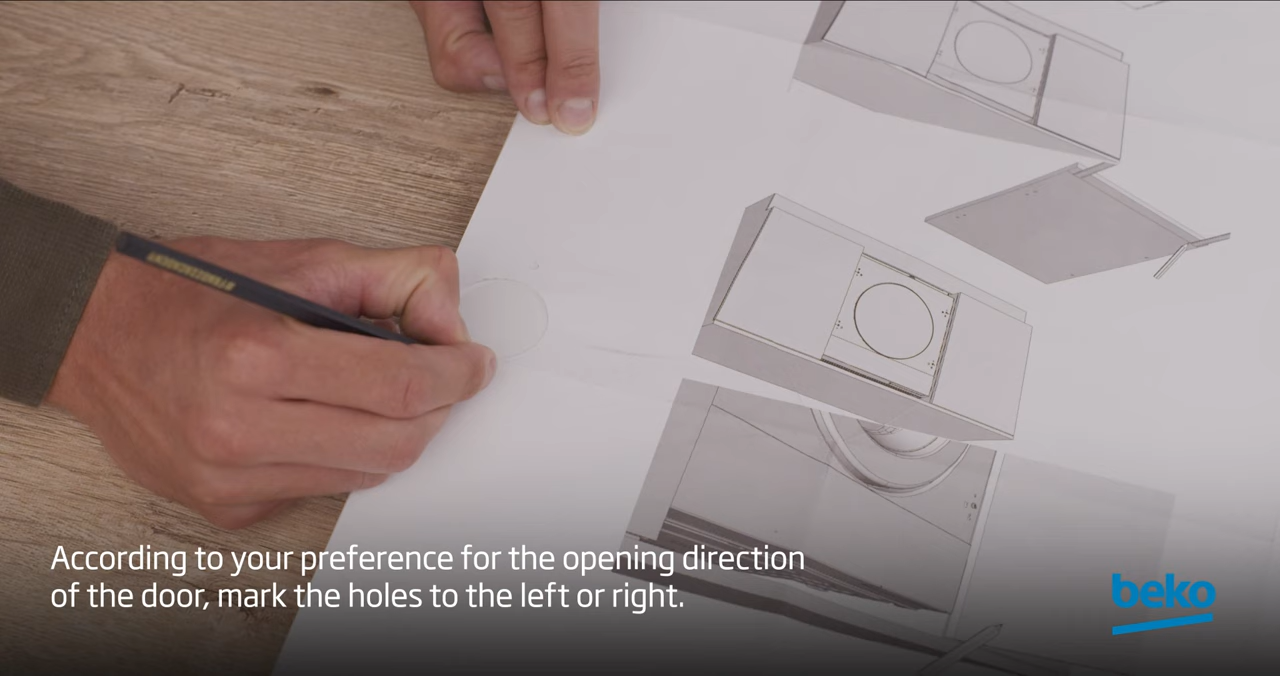 According to your preference for the opening direction
of the door, mark the holes to the left or right.
beko